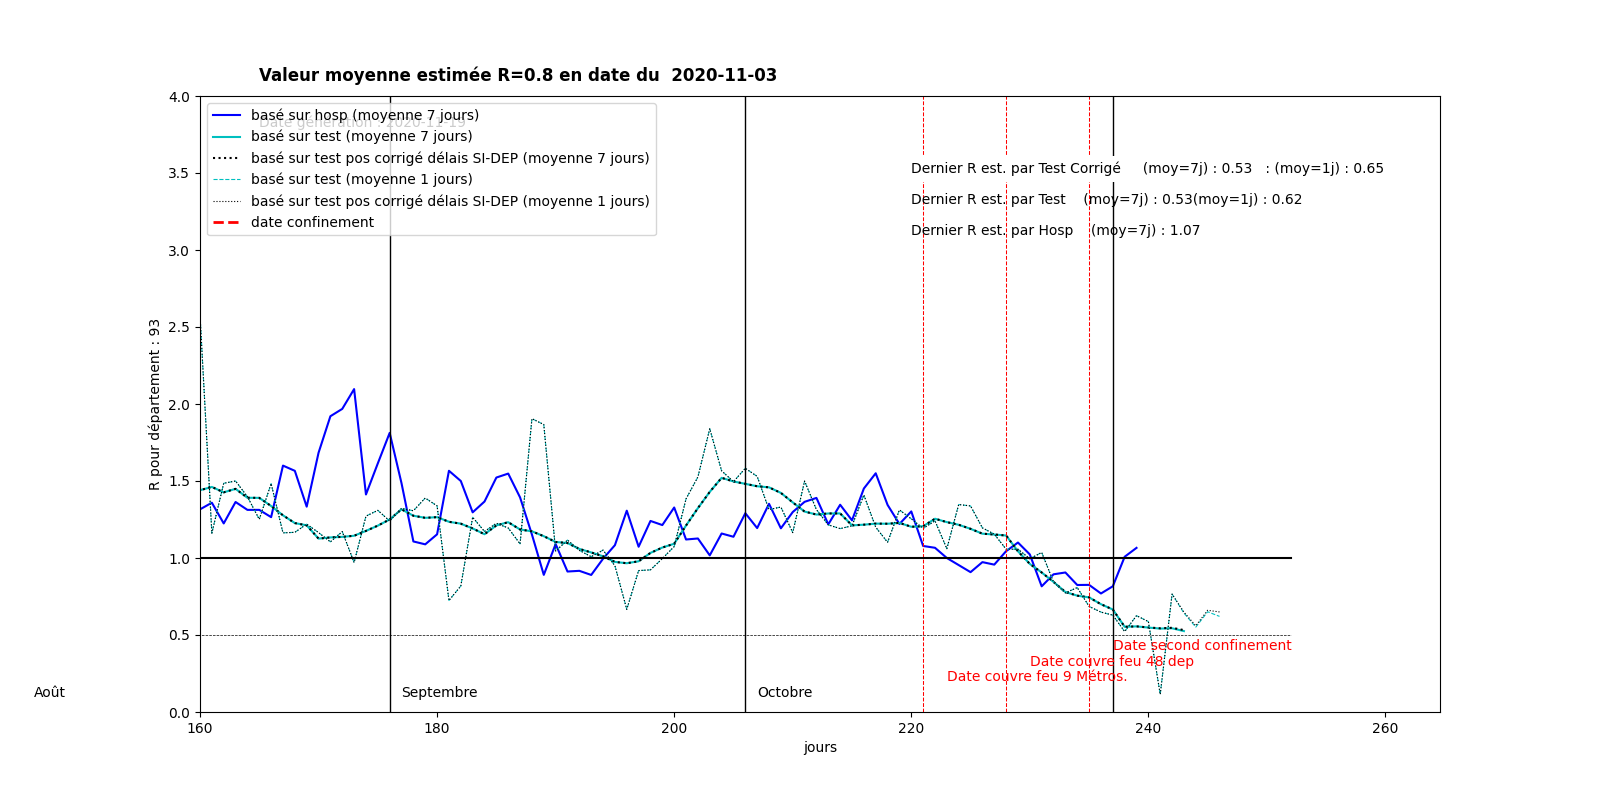 Valeur moyenne estimée R=0.8 en date du  2020-11-03
4.0
3.5
3.0
2.5
2.0
1.5
1.0
0.5
0.0
R pour département : 93
Date génération : 2020-11-19
basé sur hosp (moyenne 7 jours)
basé sur test (moyenne 7 jours)
basé sur test pos corrigé délais SI-DEP (moyenne 7 jours)
basé sur test (moyenne 1 jours)
basé sur test pos corrigé délais SI-DEP (moyenne 1 jours)
date confinement
Dernier R est. par Test Corrigé     (moy=7j) : 0.53   : (moy=1j) : 0.65
Dernier R est. par Test    (moy=7j) : 0.53(moy=1j) : 0.62
Dernier R est. par Hosp    (moy=7j) : 1.07
Date second confinement
Date couvre feu 48 dep
Date couvre feu 9 Métros.
Août
Septembre
Octobre
160
180
200
220
240
260
jours